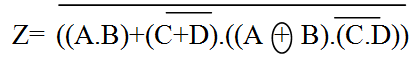 Z= ((A.B)+(C+D).((A ⊕ B).(C.D))